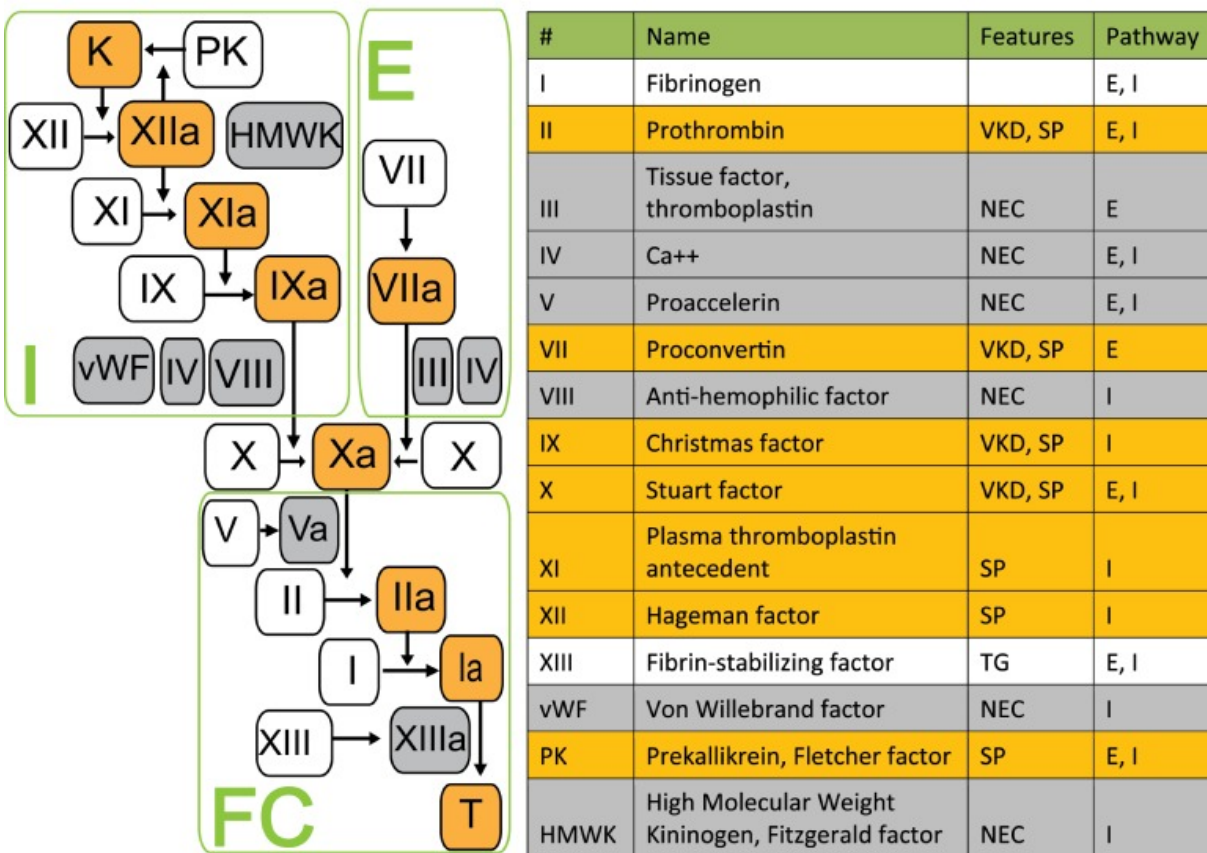 K
PK
E
XII
XIIa
HMWK
VII
XI
XIa
IX
IXa
VIIa
I
vWF
IV
VIII
III
IV
X
Xa
X
V
Va
II
IIa
I
Ia
XIII
XIIIa
FC
T
# Name Features Pathway
I Fibrinogen E, I
II Prothrombin VKD, SP E, I
Tissue factor,
III thromboplastin NEC E
IV Ca++ NEC E, I
V Proaccelerin NEC E, I
VII Proconvertin VKD, SP E
VIII Anti-hemophilic factor NEC I
IX Christmas factor VKD, SP I
X Stuart factor VKD, SP E, I
Plasma thromboplastin
XI antecedent SP I
XII Hageman factor SP I
XIII Fibrin-stabilizing factor TG E, I
vWF Von Willebrand factor NEC I
PK Prekallikrein, Fletcher factor SP E, I
High Molecular Weight
HMWK Kininogen, Fitzgerald factor NEC I